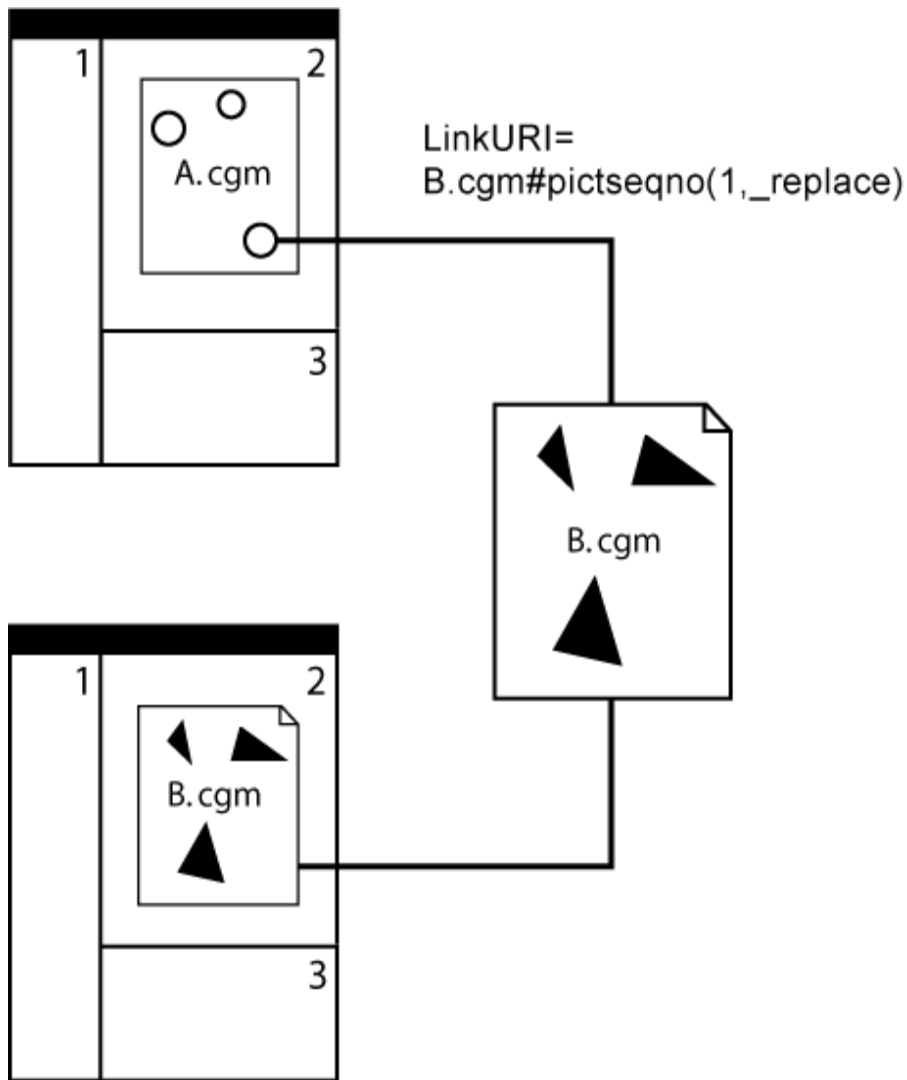 1
2
A.cgm
LinkURI=
B.cgm#pictseqno(1,_replace)
3
B.cgm
1
2
B.cgm
3